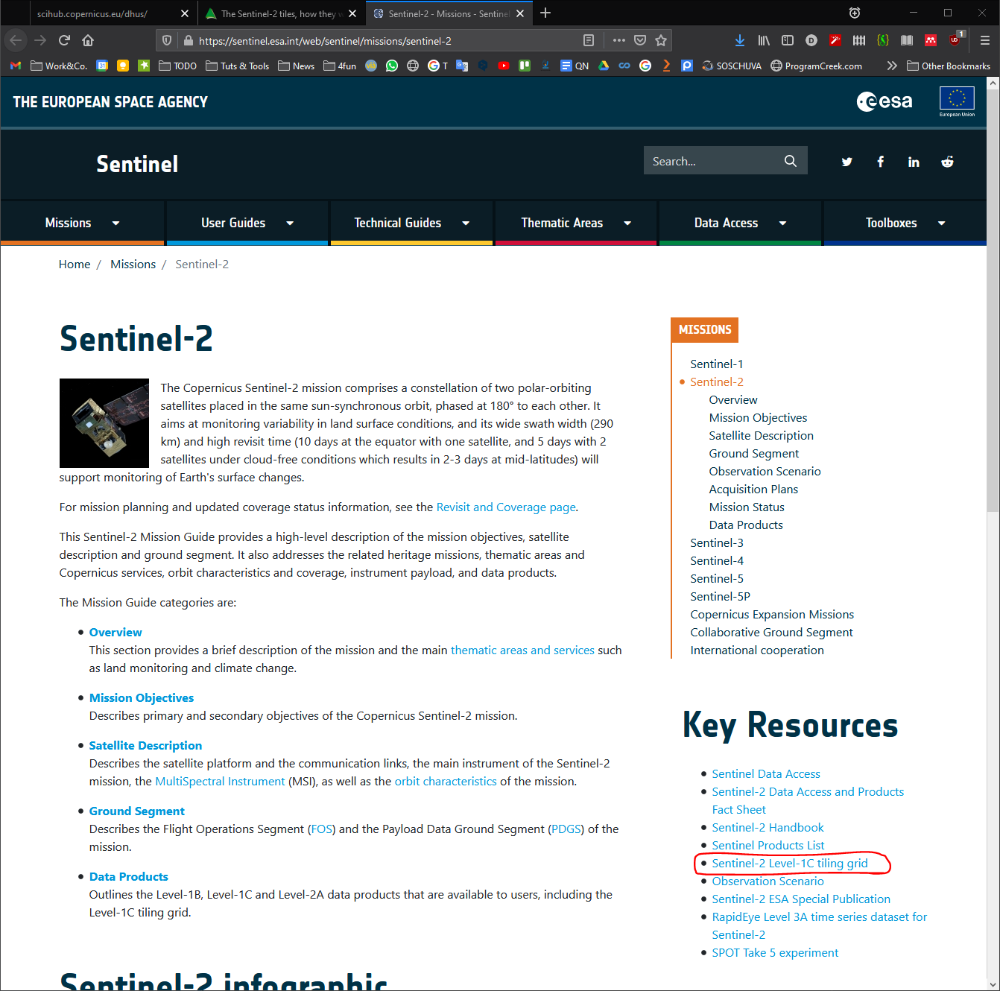 scihub.copernicus.eu/dhus/
The Sentinel-2 tiles, how they w
Sentinel-2 - Missions - Sentinel
https://sentinel.esa.int/web/sentinel/missions/sentinel-2
1
Work&Co.
31
TODO
Tuts & Tools
News
4fun
T
QN
SOSCHUVA
ProgramCreek.com
Other Bookmarks
THE EUROPEAN SPACE AGENCY
esa
European Union
Sentinel
Search...
Missions
User Guides
Technical Guides
Thematic Areas
Data Access
Toolboxes
Home / Missions / Sentinel-2
Sentinel-2
The Copernicus Sentinel-2 mission comprises a constellation of two polar-orbiting
satellites placed in the same sun-synchronous orbit, phased at 180° to each other. It
aims at monitoring variability in land surface conditions, and its wide swath width (290
km) and high revisit time (10 days at the equator with one satellite, and 5 days with 2
satellites under cloud-free conditions which results in 2-3 days at mid-latitudes) will
support monitoring of Earth's surface changes.
For mission planning and updated coverage status information, see the Revisit and Coverage page.
This Sentinel-2 Mission Guide provides a high-level description of the mission objectives, satellite
description and ground segment. It also addresses the related heritage missions, thematic areas and
Copernicus services, orbit characteristics and coverage, instrument payload, and data products.
The Mission Guide categories are:
Overview
This section provides a brief description of the mission and the main thematic areas and services such
as land monitoring and climate change.
Mission Objectives
Describes primary and secondary objectives of the Copernicus Sentinel-2 mission.
Satellite Description
Describes the satellite platform and the communication links, the main instrument of the Sentinel-2
mission, the MultiSpectral Instrument (MSI), as well as the orbit characteristics of the mission.
Ground Segment
Describes the Flight Operations Segment (FOS) and the Payload Data Ground Segment (PDGS) of the
mission.
Data Products
Outlines the Level-1B, Level-1C and Level-2A data products that are available to users, including the
Level-1C tiling grid.
Sentinel-2 infographic
MISSIONS
Sentinel-1
Sentinel-2
Overview
Mission Objectives
Satellite Description
Ground Segment
Observation Scenario
Acquisition Plans
Mission Status
Data Products
Sentinel-3
Sentinel-4
Sentinel-5
Sentinel-5P
Copernicus Expansion Missions
Collaborative Ground Segment
International cooperation
Key Resources
Sentinel Data Access
Sentinel-2 Data Access and Products
Fact Sheet
Sentinel-2 Handbook
Sentinel Products List
Sentinel-2 Level-1C tiling grid
Observation Scenario
Sentinel-2 ESA Special Publication
RapidEye Level 3A time series dataset for
Sentinel-2
SPOT Take 5 experiment